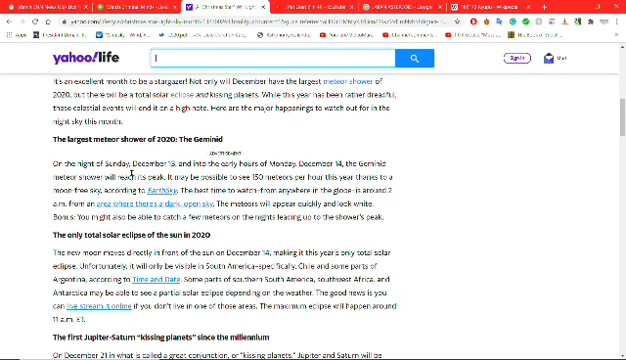 yahoo!life
Sign in
Mail
It's an excellent month to be a stargazer! Not only will December have the largest meteor shower of
2020, but there will be a total solar eclipse and kissing planets. While this year has been rather dreadful,
these celestial events will end it on a high note. Here are the major happenings to watch out for in the
night sky this month.
The largest meteor shower of 2020: The Geminid
ADVERTISEMENT
On the night of Sunday, December 13, and into the early hours of Monday, December 14, the Geminid
meteor shower will reach its peak. It may be possible to see 150 meteors per hour this year thanks to a
moon-free sky, according to EarthSky. The best time to watch–from anywhere in the globe–is around 2
a.m. from an area where there's a dark, open sky. The meteors will appear quickly and look white.
Bonus: You might also be able to catch a few meteors on the nights leading up to the shower's peak.
The only total solar eclipse of the sun in 2020
The new moon moves directly in front of the sun on December 14, making it this year's only total solar
eclipse. Unfortunately, it will only be visible in South America–specifically, Chile and some parts of
Argentina, according to Time and Date. Some parts of southern South America, southwest Africa, and
Antarctica may be able to see a partial solar eclipse depending on the weather. The good news is you
can live stream it online if you don't live in one of those areas. The maximum eclipse will happen around
11 a.m. ET.
The first Jupiter-Saturn "kissing planets" since the millennium
On December 21 in what is called a great conjunction, or "kissing planets," Jupiter and Saturn will be